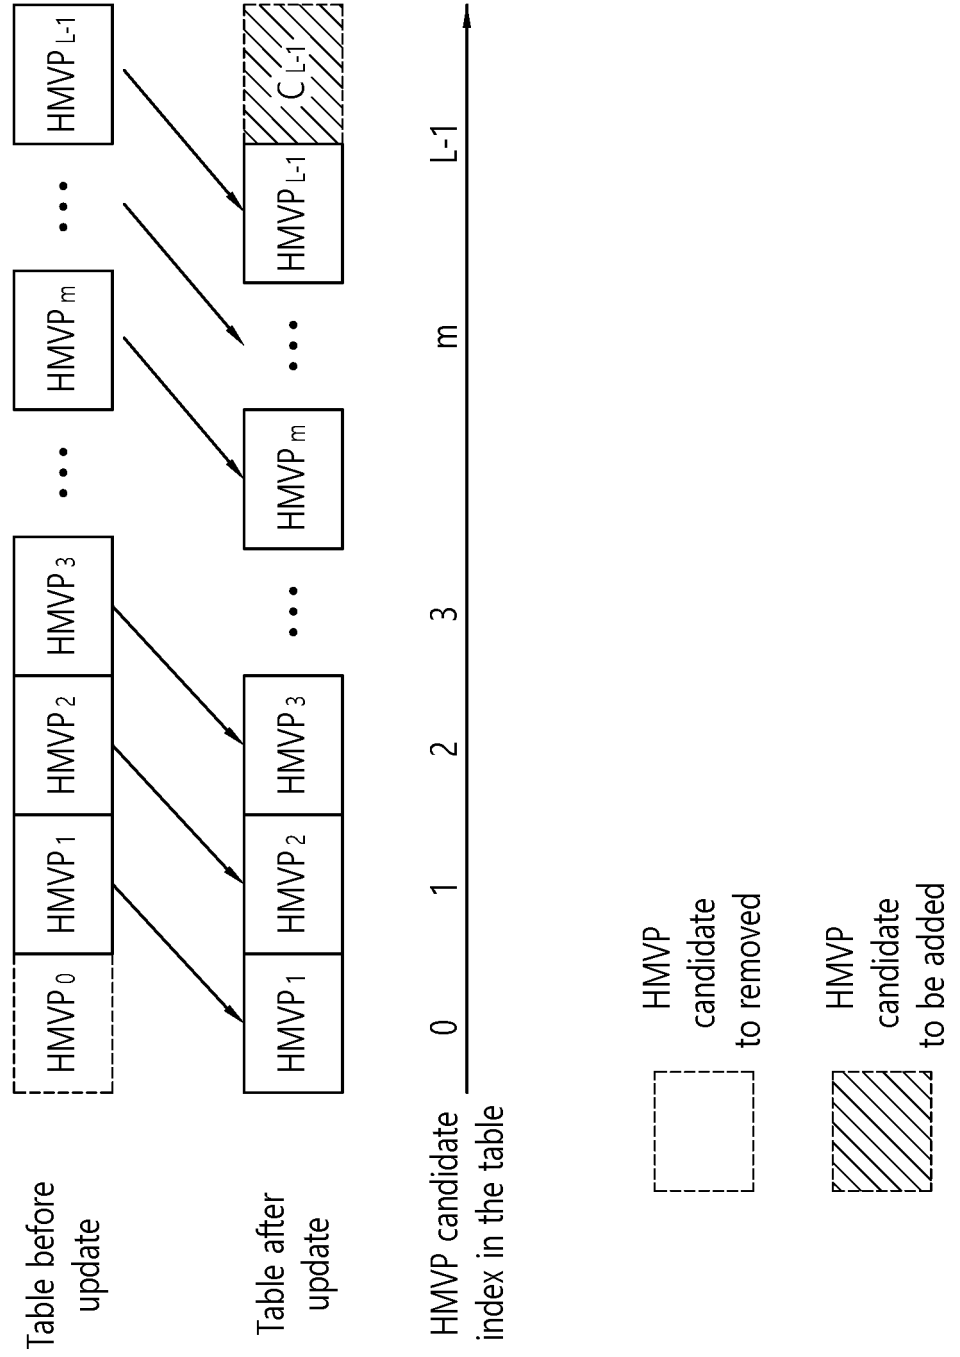 Table before
update
HMVP0 HMVP1 HMVP2 HMVP3 ••• HMVPm ••• HMVPL-1
Table after
update
HMVP1 HMVP2 HMVP3 ••• HMVPm ••• HMVPL-1 CL-1
HMVP candidate
index in the table
0 1 2 3 m L-1
HMVP
candidate
to removed
HMVP
candidate
to be added